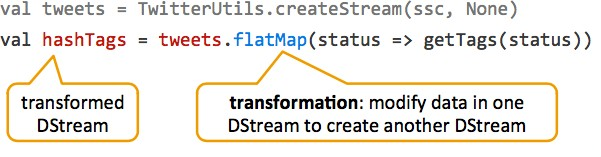 val tweets = TwitterUtils.createStream(ssc, None)
val hashTags = tweets.flatMap(status => getTags(status))
transformed
DStream
transformation: modify data in one
DStream to create another DStream